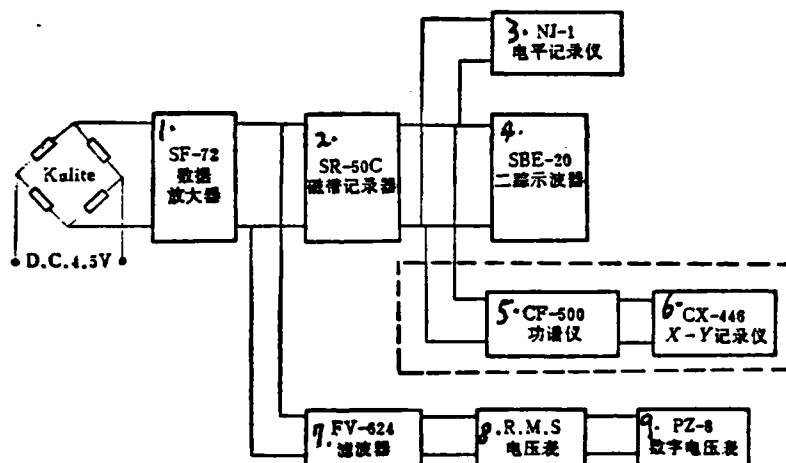 3. NJ-1
电平记录仪
1.
SF-72
数据
放大器
2.
SR-50C
磁带记录器
4.
SBE-20
二踪示波器
Kulite
D.C.4.5V
5. CF-500
功谱仪
6. CX-446
X-Y记录仪
7. FV-624
滤波器
8. R.M.S
电压表
9. PZ-8
数字电压表